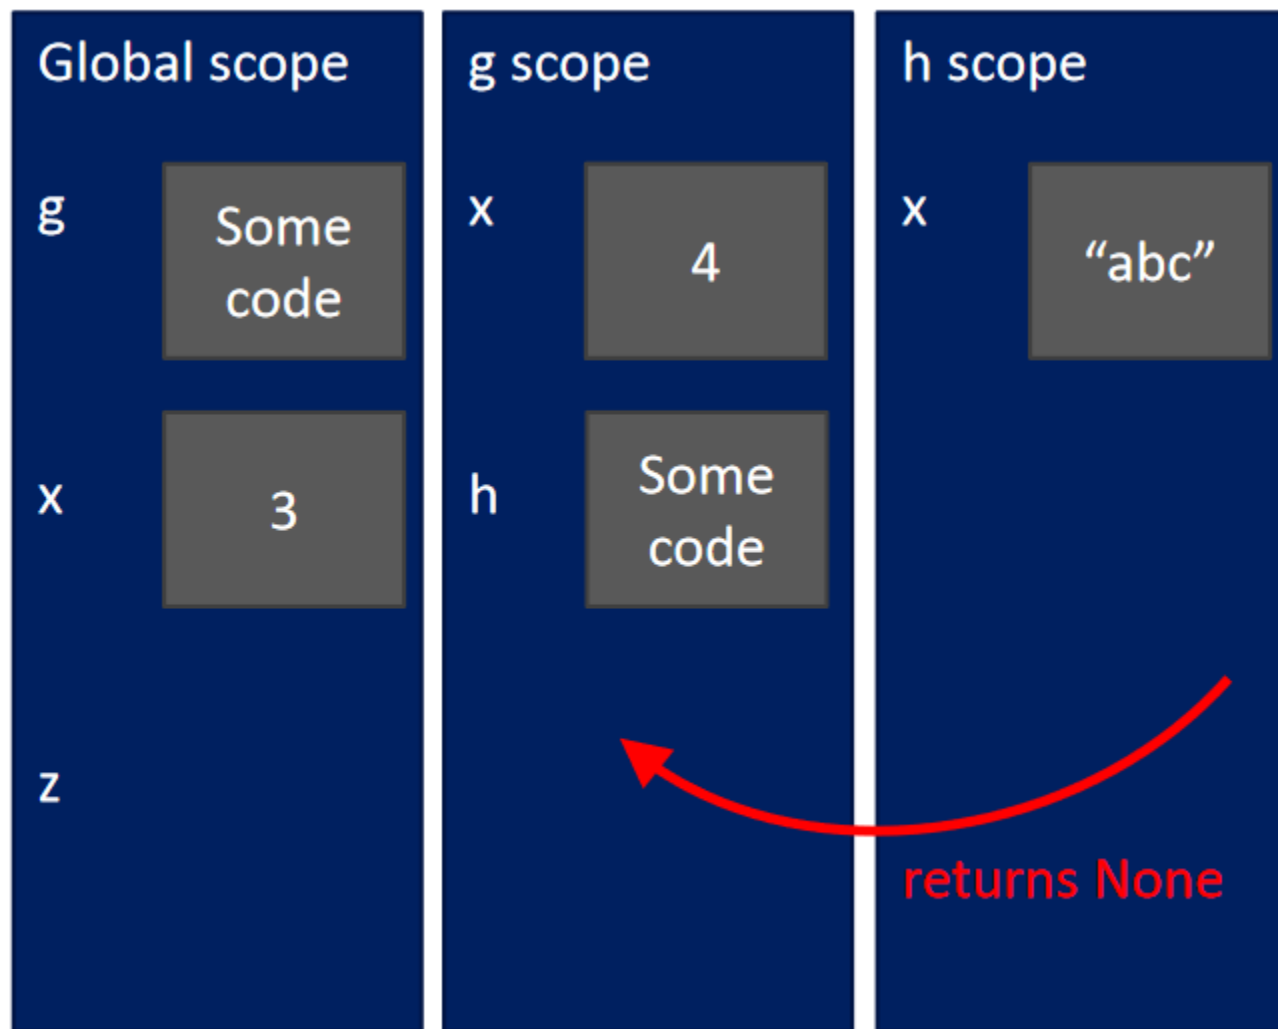 Global scope
g
Some
code
x
3
z
g scope
x
4
h
Some
code
h scope
x
“abc”
returns None